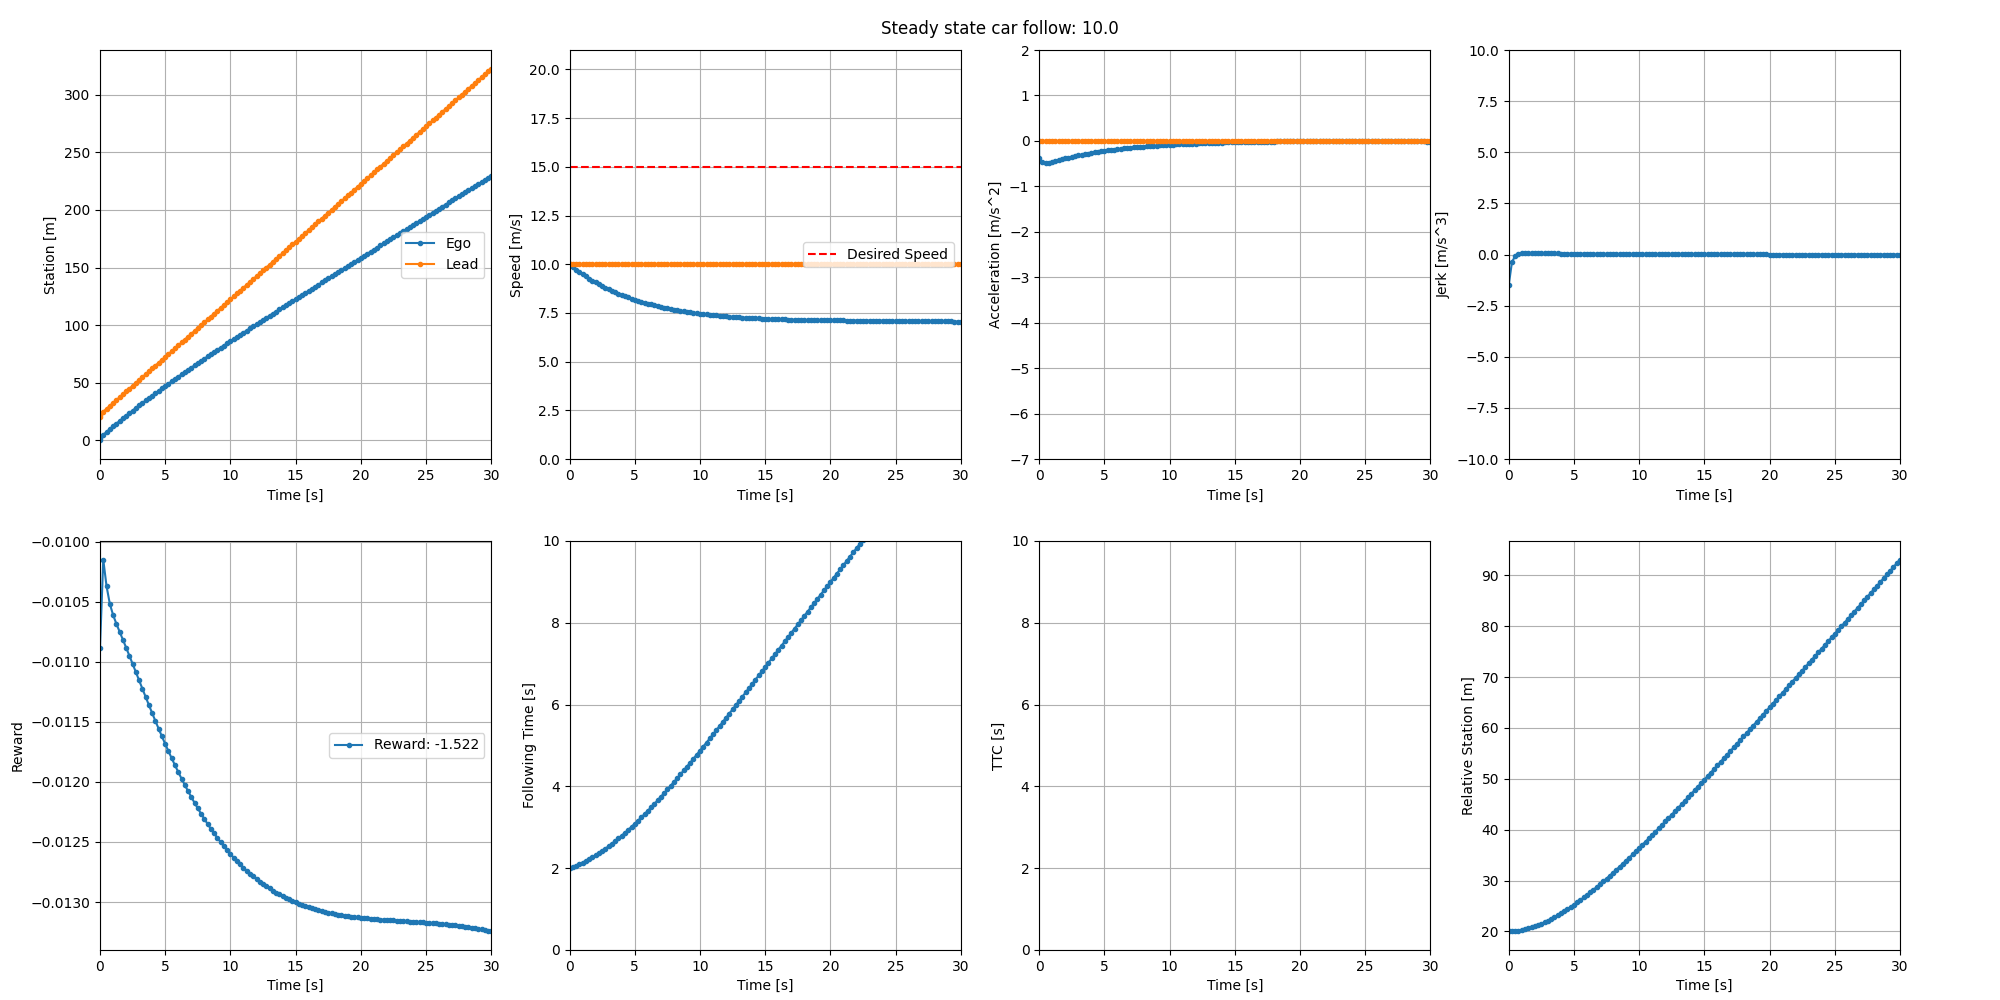 Steady state car follow: 10.0
Station [m]
300
250
200
150
100
50
0
Ego
Lead
0 5 10 15 20 25 30
Time [s]
Speed [m/s]
20.0
17.5
15.0
12.5
10.0
7.5
5.0
2.5
0.0
Desired Speed
0 5 10 15 20 25 30
Time [s]
Acceleration [m/s^2]
2
1
0
−1
−2
−3
−4
−5
−6
−7
0 5 10 15 20 25 30
Time [s]
Jerk [m/s^3]
10.0
7.5
5.0
2.5
0.0
−2.5
−5.0
−7.5
−10.0
0 5 10 15 20 25 30
Time [s]
Reward
−0.0100
−0.0105
−0.0110
−0.0115
−0.0120
−0.0125
−0.0130
Reward: -1.522
0 5 10 15 20 25 30
Time [s]
Following Time [s]
10
8
6
4
2
0
0 5 10 15 20 25 30
Time [s]
TTC [s]
10
8
6
4
2
0
0 5 10 15 20 25 30
Time [s]
Relative Station [m]
90
80
70
60
50
40
30
20
0 5 10 15 20 25 30
Time [s]